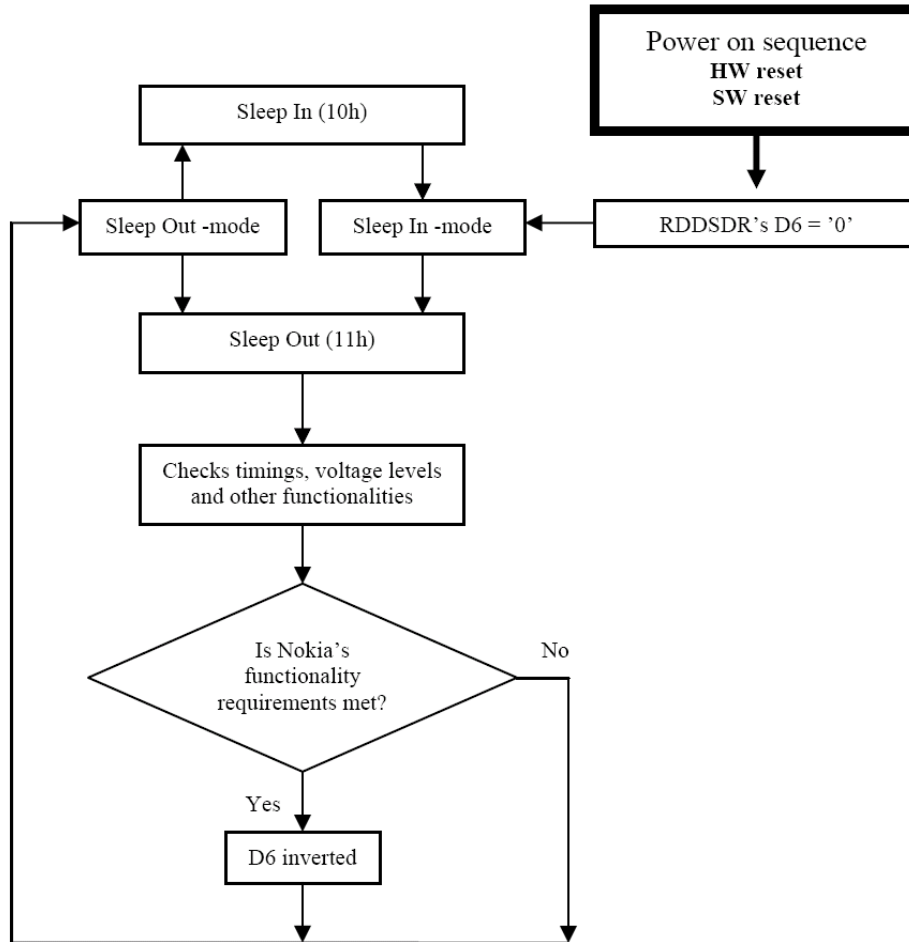 Power on sequence
HW reset
SW reset
Sleep In (10h)
Sleep Out -mode
Sleep In -mode
RDDSDR’s D6 = ’0’
Sleep Out (11h)
Checks timings, voltage levels
and other functionalities
Is Nokia’s
functionality
requirements met?
No
Yes
D6 inverted